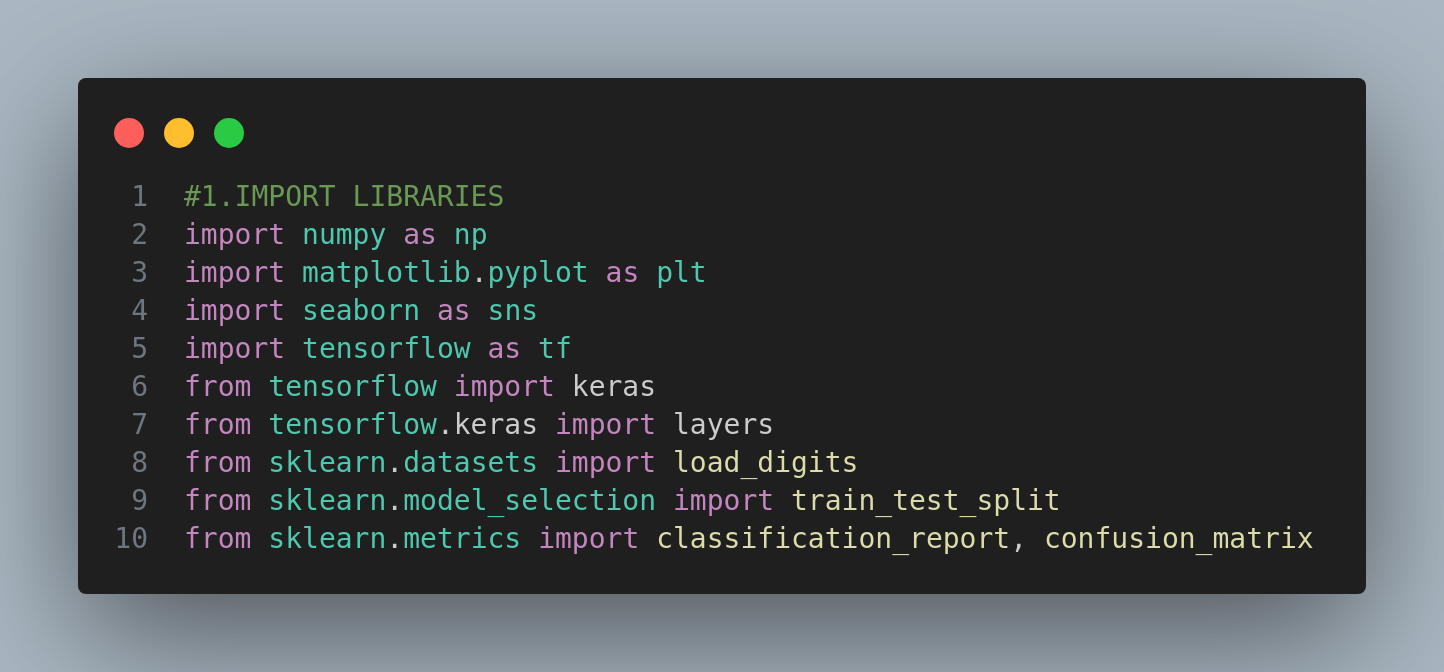 1 #1.IMPORT LIBRARIES
2 import numpy as np
3 import matplotlib.pyplot as plt
4 import seaborn as sns
5 import tensorflow as tf
6 from tensorflow import keras
7 from tensorflow.keras import layers
8 from sklearn.datasets import load_digits
9 from sklearn.model_selection import train_test_split
10 from sklearn.metrics import classification_report, confusion_matrix